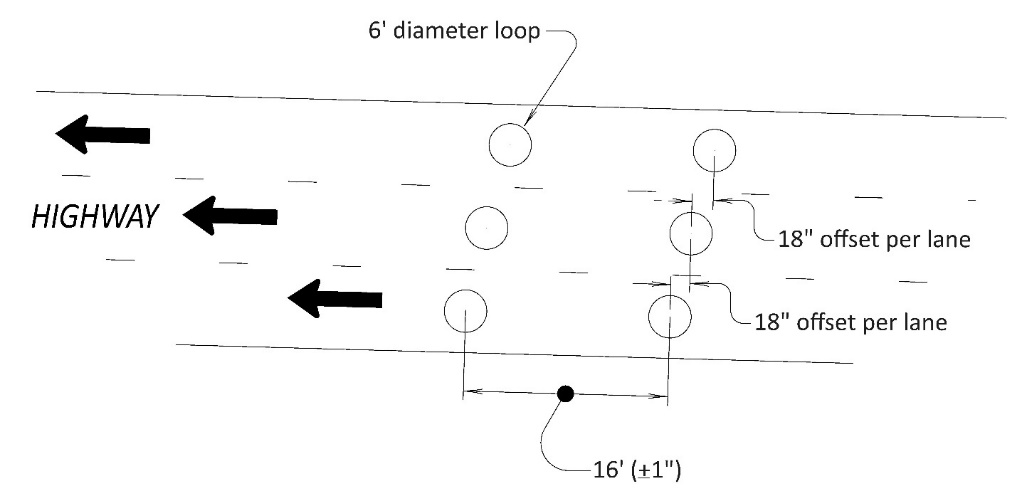 6' diameter loop
HIGHWAY
18" offset per lane
18" offset per lane
16' (±1")